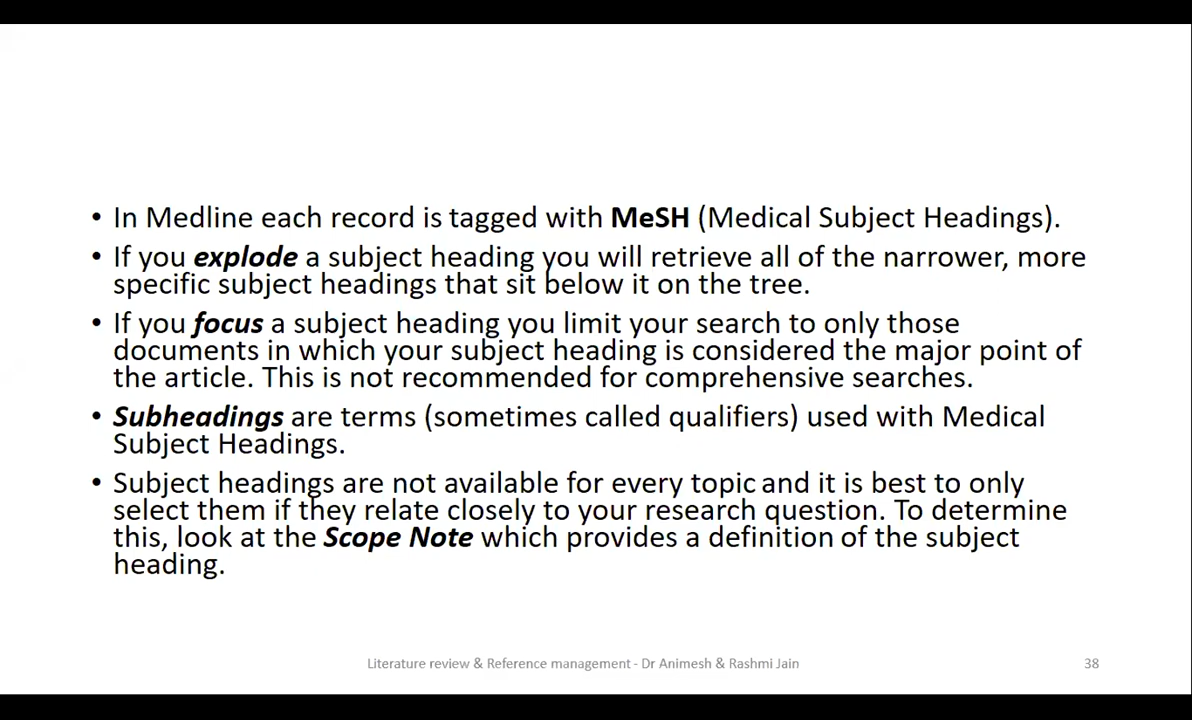 • In Medline each record is tagged with MeSH (Medical Subject Headings).
• If you explode a subject heading you will retrieve all of the narrower, more
specific subject headings that sit below it on the tree.
• If you focus a subject heading you limit your search to only those
documents in which your subject heading is considered the major point of
the article. This is not recommended for comprehensive searches.
• Subheadings are terms (sometimes called qualifiers) used with Medical
Subject Headings.
• Subject headings are not available for every topic and it is best to only
select them if they relate closely to your research question. To determine
this, look at the Scope Note which provides a definition of the subject
heading.
Literature review & Reference management - Dr Animesh & Rashmi Jain
38